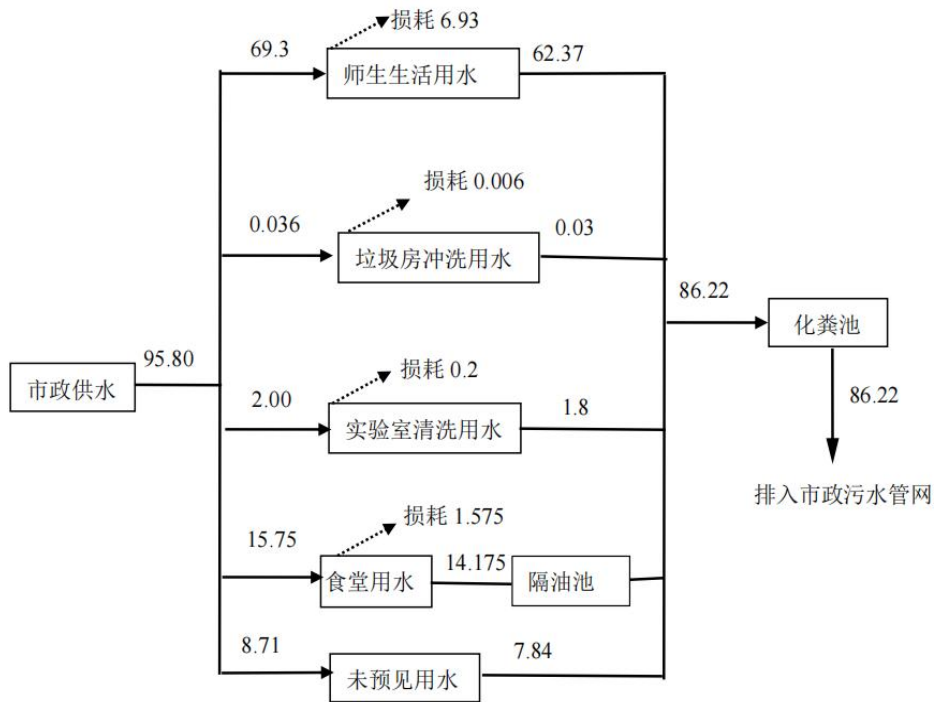 损耗 6.93
69.3
师生生活用水
62.37
损耗 0.006
0.036
垃圾房冲洗用水
0.03
86.22
化粪池
95.80
市政供水
损耗 0.2
2.00
实验室清洗用水
1.8
86.22
排入市政污水管网
损耗 1.575
15.75
食堂用水
14.175
隔油池
8.71
未预见用水
7.84